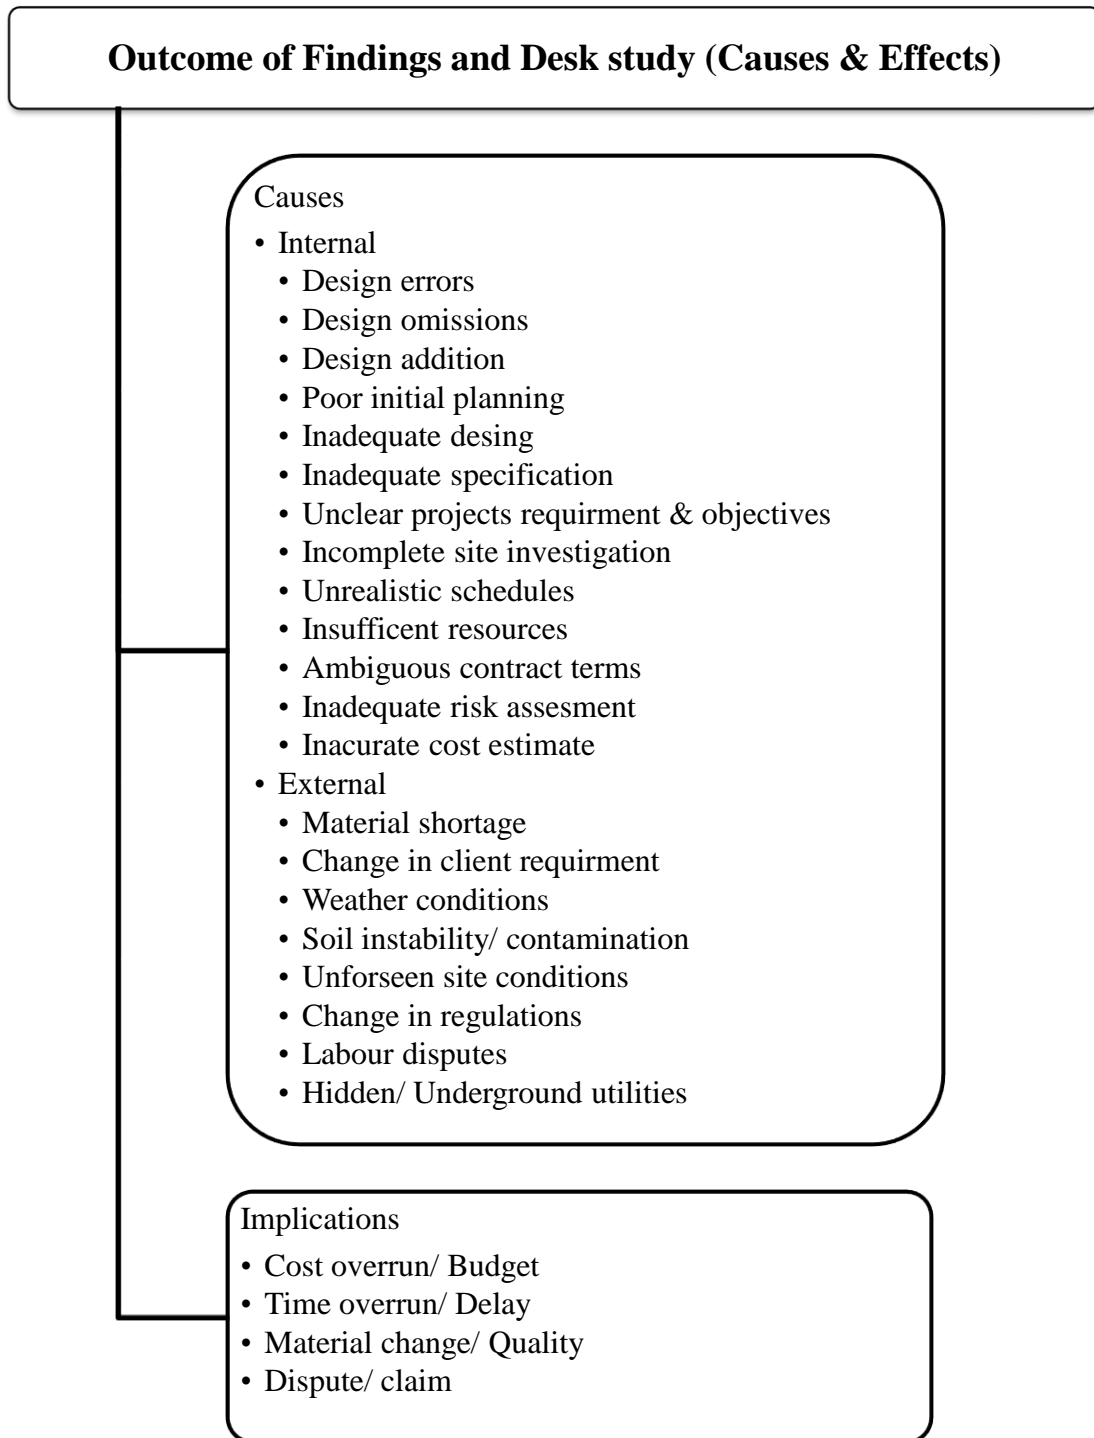 Outcome of Findings and Desk study (Causes & Effects)
Causes
• Internal
• Design errors
• Design omissions
• Design addition
• Poor initial planning
• Inadequate desing
• Inadequate specification
• Unclear projects requirment & objectives
• Incomplete site investigation
• Unrealistic schedules
• Insufficent resources
• Ambiguous contract terms
• Inadequate risk assesment
• Inacurate cost estimate
• External
• Material shortage
• Change in client requirment
• Weather conditions
• Soil instability/ contamination
• Unforseen site conditions
• Change in regulations
• Labour disputes
• Hidden/ Underground utilities
Implications
• Cost overrun/ Budget
• Time overrun/ Delay
• Material change/ Quality
• Dispute/ claim